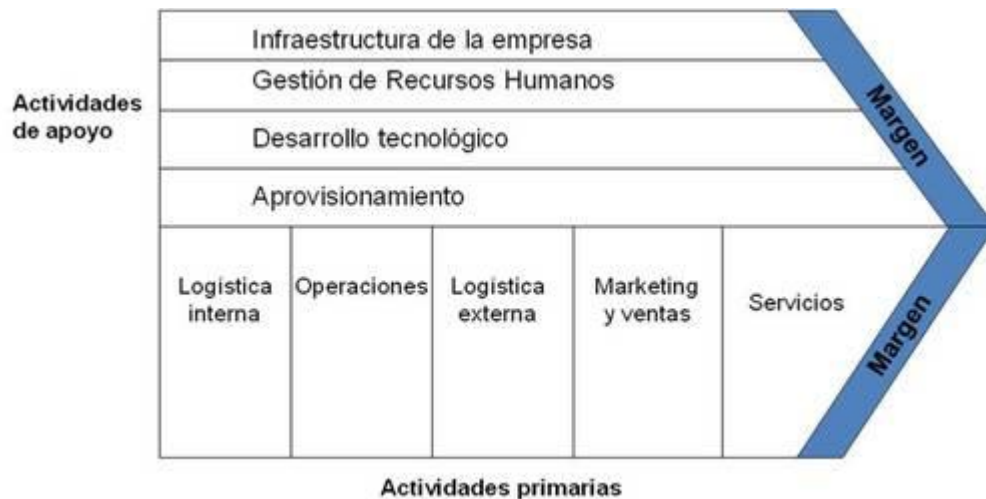 Infraestructura de la empresa
Gestión de Recursos Humanos
Actividades
de apoyo
Desarrollo tecnológico
Aprovisionamiento
Margen
Logística
interna
Operaciones
Logística
externa
Marketing
y ventas
Servicios
Margen
Actividades primarias